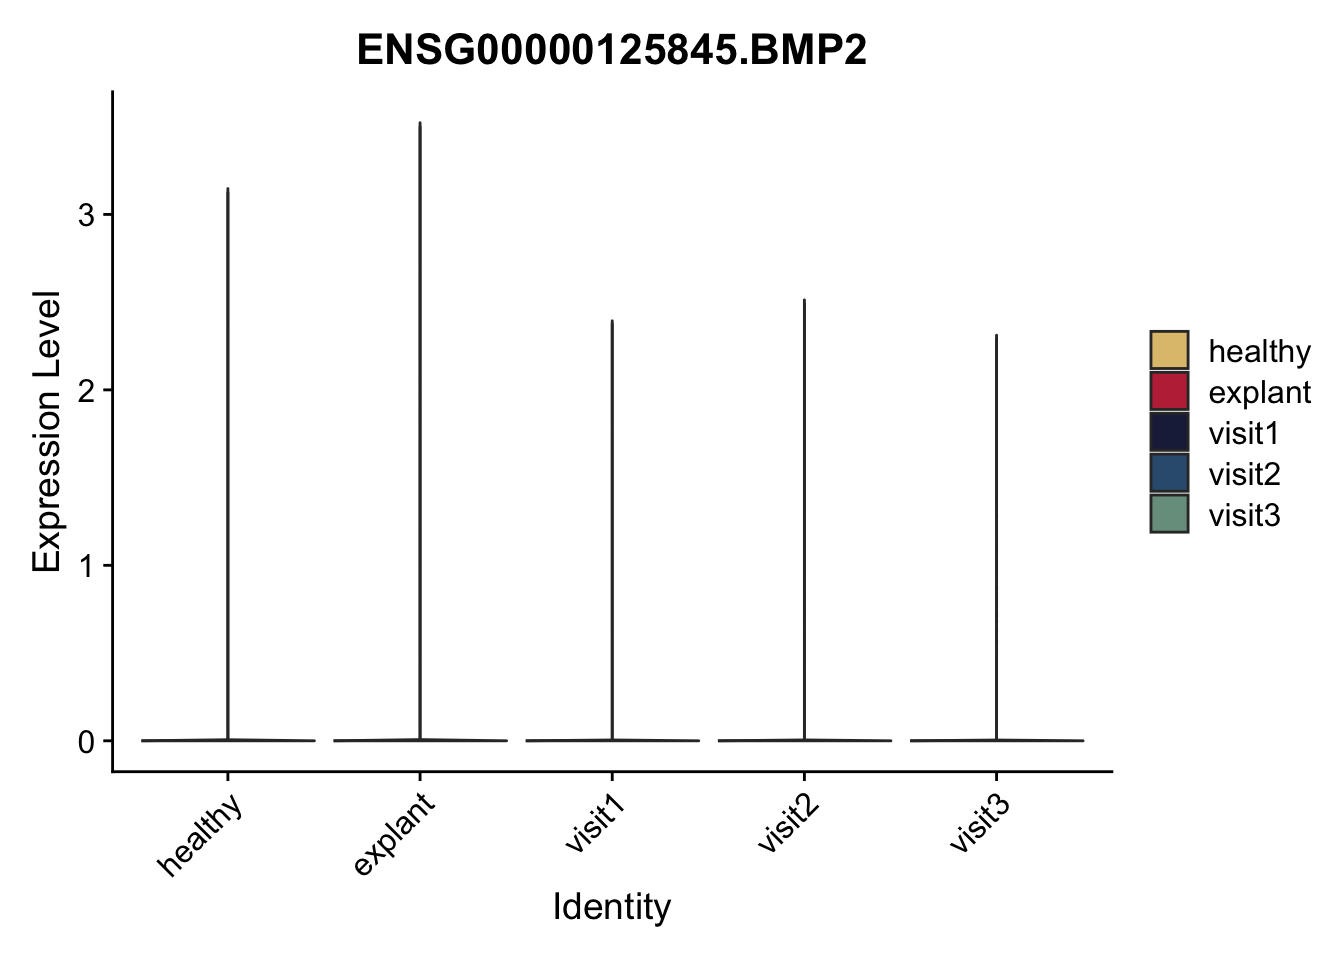 ENSG00000125845.BMP2
Expression Level
3
2
1
0
healthy
explant
visit1
visit2
visit3
Identity
healthy
explant
visit1
visit2
visit3